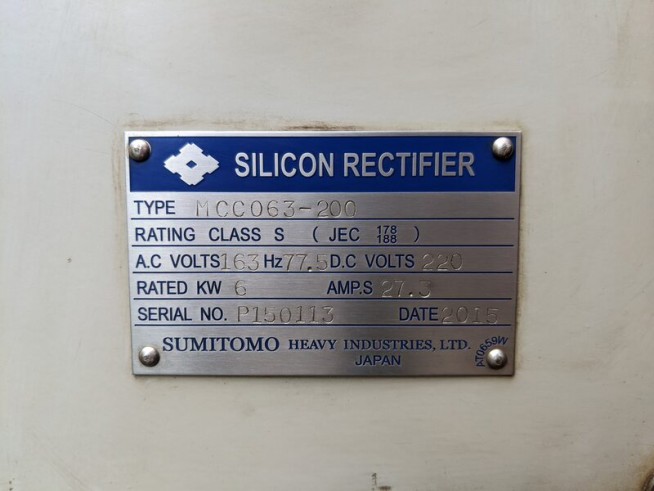 SILICON RECTIFIER
TYPE MCC063-200
RATING CLASS S ( JEC 178 188 )
A.C VOLTS 163 Hz 77.5 D.C VOLTS 220
RATED KW 6 AMP.S 27.3
SERIAL NO. P150113 DATE 2015
SUMITOMO HEAVY INDUSTRIES, LTD.
JAPAN
AT0659W